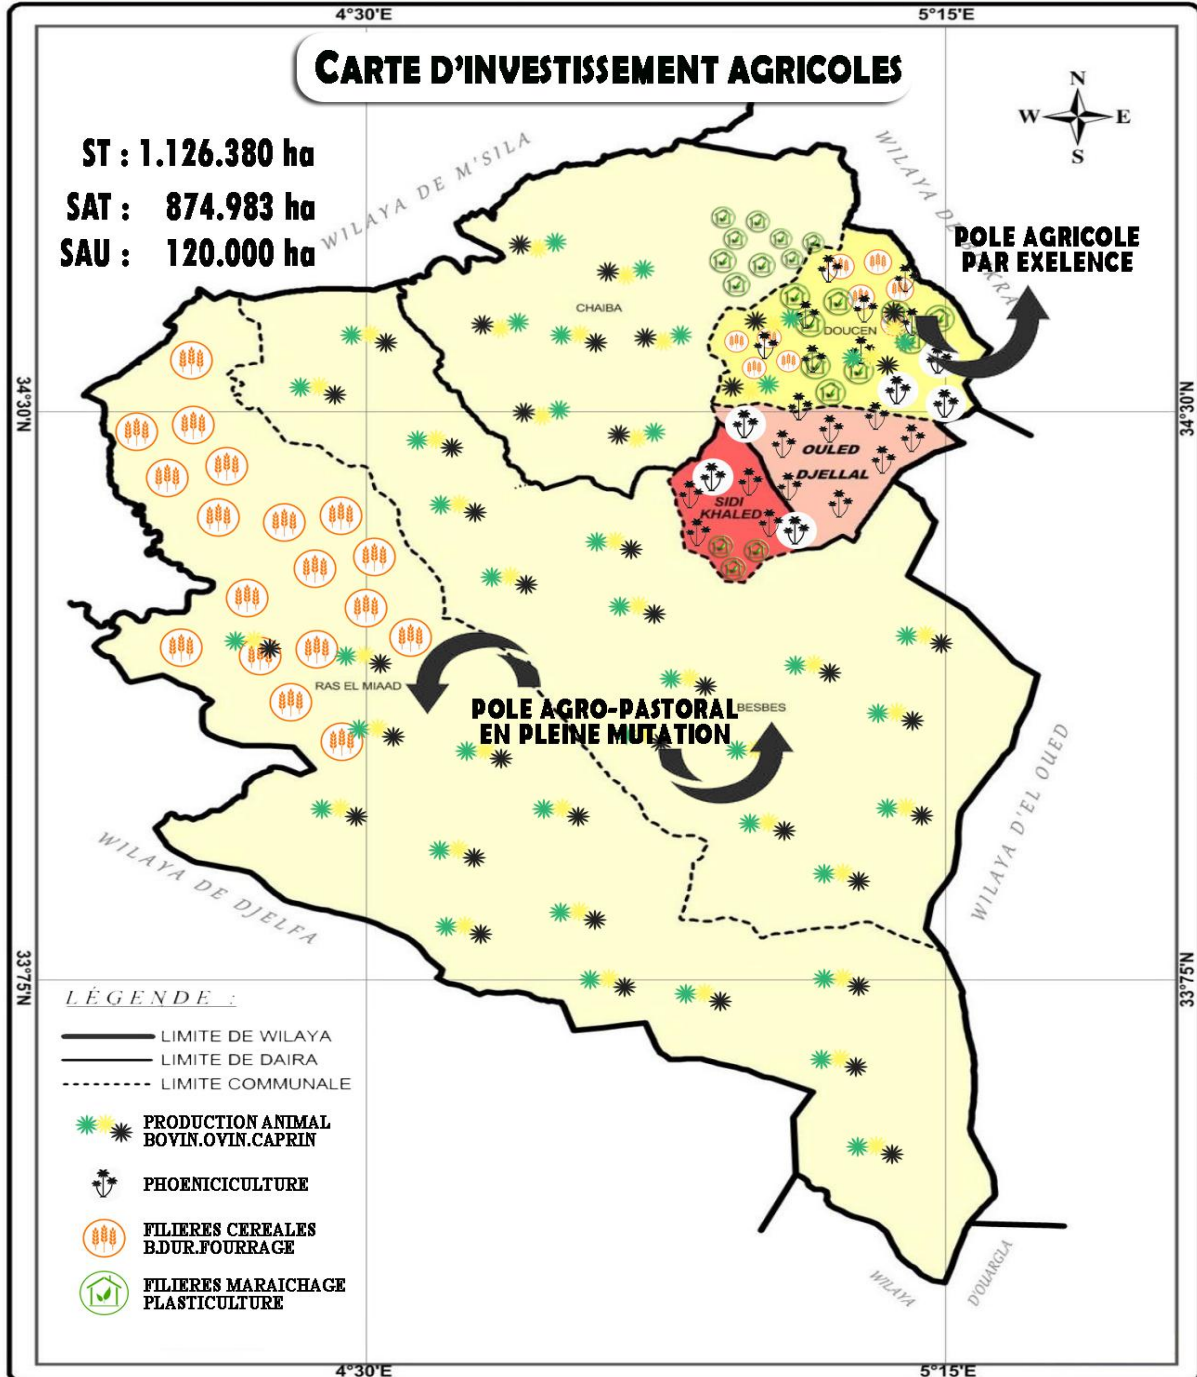 4°30'E
5°15'E
CARTE D'INVESTISSEMENT AGRICOLES
N
W
E
S
ST : 1.126.380 ha
SAT : 874.983 ha
SAU : 120.000 ha
WILAYA DE M'SILA
WILAYA DE
KRA
POLE AGRICOLE
PAR EXELENCE
CHAIBA
DOUCEN
34°30'N
34°30'N
OULED
DJELLAL
SIDI
KHALED
RAS EL MIAAD
POLE AGRO-PASTORAL
EN PLEINE MUTATION
BESBES
WILAYA D'EL OUED
WILAYA DE DJELFA
33°75'N
33°75'N
LÉGENDE :
LIMITE DE WILAYA
LIMITE DE DAIRA
LIMITE COMMUNALE
PRODUCTION ANIMAL
BOVIN.OVIN.CAPRIN
PHOENICICULTURE
FILIERES CEREALES
B.DUR.FOURRAGE
FILIERES MARAICHAGE
PLASTICULTURE
WILAYA
D'OUARGLA
4°30'E
5°15'E